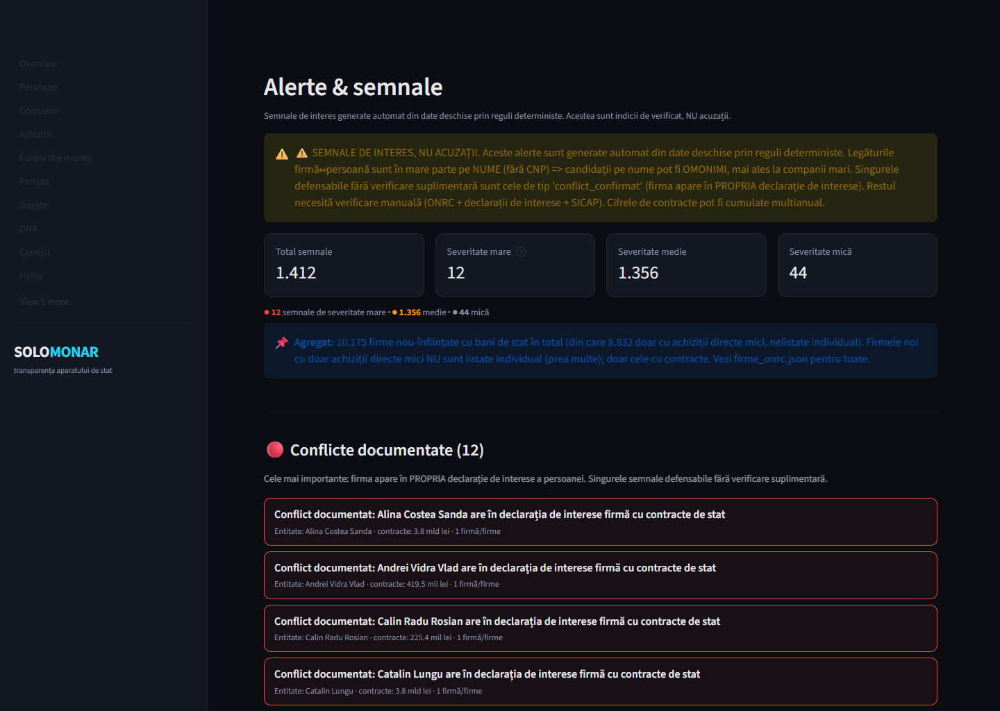 Overview
Persoane
Companii
Achizitii
Follow the money
Partide
Bugete
DNA
Comisii
Harta
View 5 more
SOLOMONAR
transparența aparatului de stat
Alerte & semnale
Semnale de interes generate automat din date deschise prin reguli deterministe. Acestea sunt indicii de verificat, NU acuzații.
SEMNALE DE INTERES, NU ACUZAȚII. Aceste alerte sunt generate automat din date deschise prin reguli deterministe. Legăturile
firmă↔persoană sunt în mare parte pe NUME (fără CNP) => candidații pe nume pot fi OMONIMI, mai ales la companii mari. Singurele
defensabile fără verificare suplimentară sunt cele de tip 'conflict_confirmat' (firma apare în PROPRIA declarație de interese). Restul
necesită verificare manuală (ONRC + declarații de interese + SICAP). Cifrele de contracte pot fi cumulate multianual.
Total semnale
1.412
Severitate mare
12
Severitate medie
1.356
Severitate mică
44
12 semnale de severitate mare · 1.356 medie · 44 mică
Agregat: 10.175 firme nou-înființate cu bani de stat în total (din care 8.832 doar cu achiziții directe mici, nelistate individual). Firmele noi
cu doar achiziții directe mici NU sunt listate individual (prea multe); doar cele cu contracte. Vezi firme_onrc.json pentru toate.
Conflicte documentate (12)
Cele mai importante: firma apare în PROPRIA declarație de interese a persoanei. Singurele semnale defensabile fără verificare suplimentară.
Conflict documentat: Alina Costea Sanda are în declarația de interese firmă cu contracte de stat
Entitate: Alina Costea Sanda · contracte: 3.8 mld lei · 1 firmă/firme
Conflict documentat: Andrei Vidra Vlad are în declarația de interese firmă cu contracte de stat
Entitate: Andrei Vidra Vlad · contracte: 419.5 mii lei · 1 firmă/firme
Conflict documentat: Calin Radu Rosian are în declarația de interese firmă cu contracte de stat
Entitate: Calin Radu Rosian · contracte: 225.4 mil lei · 1 firmă/firme
Conflict documentat: Catalin Lungu are în declarația de interese firmă cu contracte de stat
Entitate: Catalin Lungu · contracte: 3.8 mld lei · 1 firmă/firme